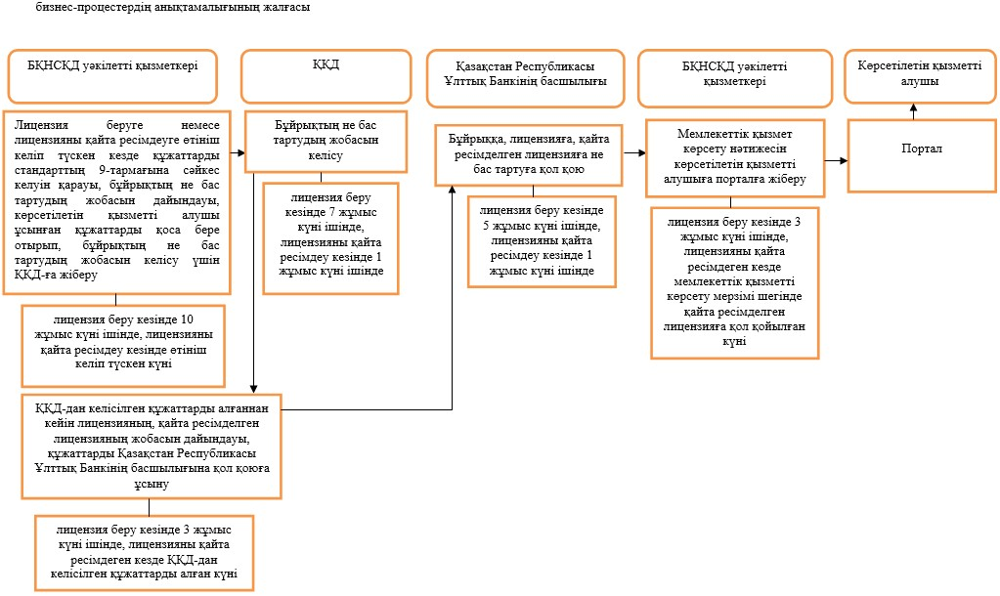 бизнес-процестердің анықтамалығының жалғасы
БҚНСҚД уәкілетті қызметкері
ҚҚД
Қазақстан Республикасы
Ұлттық Банкінің басшылығы
БҚНСҚД уәкілетті
қызметкері
Көрсетілетін қызметті
алушы
Лицензия беруге немесе
лицензияны қайта ресімдеуге өтініш
келіп түскен кезде құжаттарды
стандарттың 9-тармағына сәйкес
келуін қарауы, бұйрықтың не бас
тартудың жобасын дайындауы,
көрсетілетін қызметті алушы
ұсынған құжаттарды қоса бере
отырып, бұйрықтың не бас
тартудың жобасын келісу үшін
ҚҚД-ға жіберу
лицензия беру кезінде 10
жұмыс күні ішінде, лицензияны
қайта ресімдеу кезінде өтініш
келіп түскен күні
Бұйрықтың не бас
тартудың жобасын
келісу
лицензия беру
кезінде 7 жұмыс
күні ішінде,
лицензияны қайта
ресімдеу кезінде 1
жұмыс күні ішінде
ҚҚД-дан келісілген құжаттарды алғаннан
кейін лицензияның, қайта ресімделген
лицензияның жобасын дайындауы,
құжаттарды Қазақстан Республикасы
Ұлттық Банкінің басшылығына қол қоюға
ұсыну
лицензия беру кезінде 3 жұмыс
күні ішінде, лицензияны қайта
ресімдеген кезде ҚҚД-дан
келісілген құжаттарды алған күні
Бұйрыққа, лицензияға, қайта
ресімделген лицензияға не
бас тартуға қол қою
лицензия беру кезінде
5 жұмыс күні ішінде,
лицензияны қайта
ресімдеу кезінде 1
жұмыс күні ішінде
Мемлекеттік қызмет
көрсету нәтижесін
көрсетілетін қызметті
алушыға порталға жіберу
лицензия беру кезінде 3
жұмыс күні ішінде,
лицензияны қайта
ресімдеген кезде
мемлекеттік қызметті
көрсету мерзімі шегінде
қайта ресімделген
лицензияға қол қойылған
күні
Портал